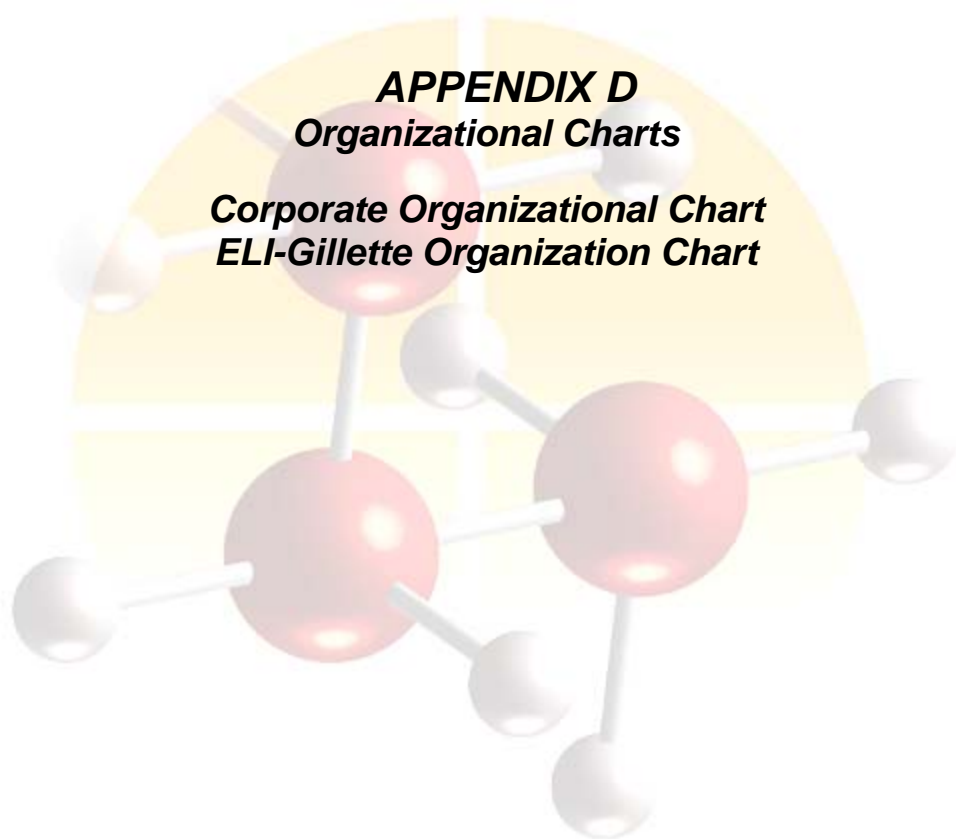 APPENDIX D
Organizational Charts
Corporate Organizational Chart
ELI-Gillette Organization Chart